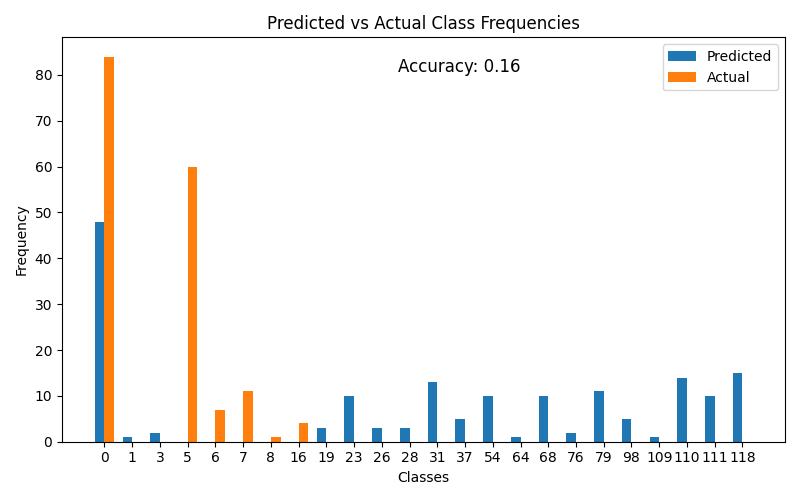 Predicted vs Actual Class Frequencies
Accuracy: 0.16
Predicted
Actual
Frequency
80
70
60
50
40
30
20
10
0
0 1 3 5 6 7 8 16 19 23 26 28 31 37 54 64 68 76 79 98 109 110 111 118
Classes